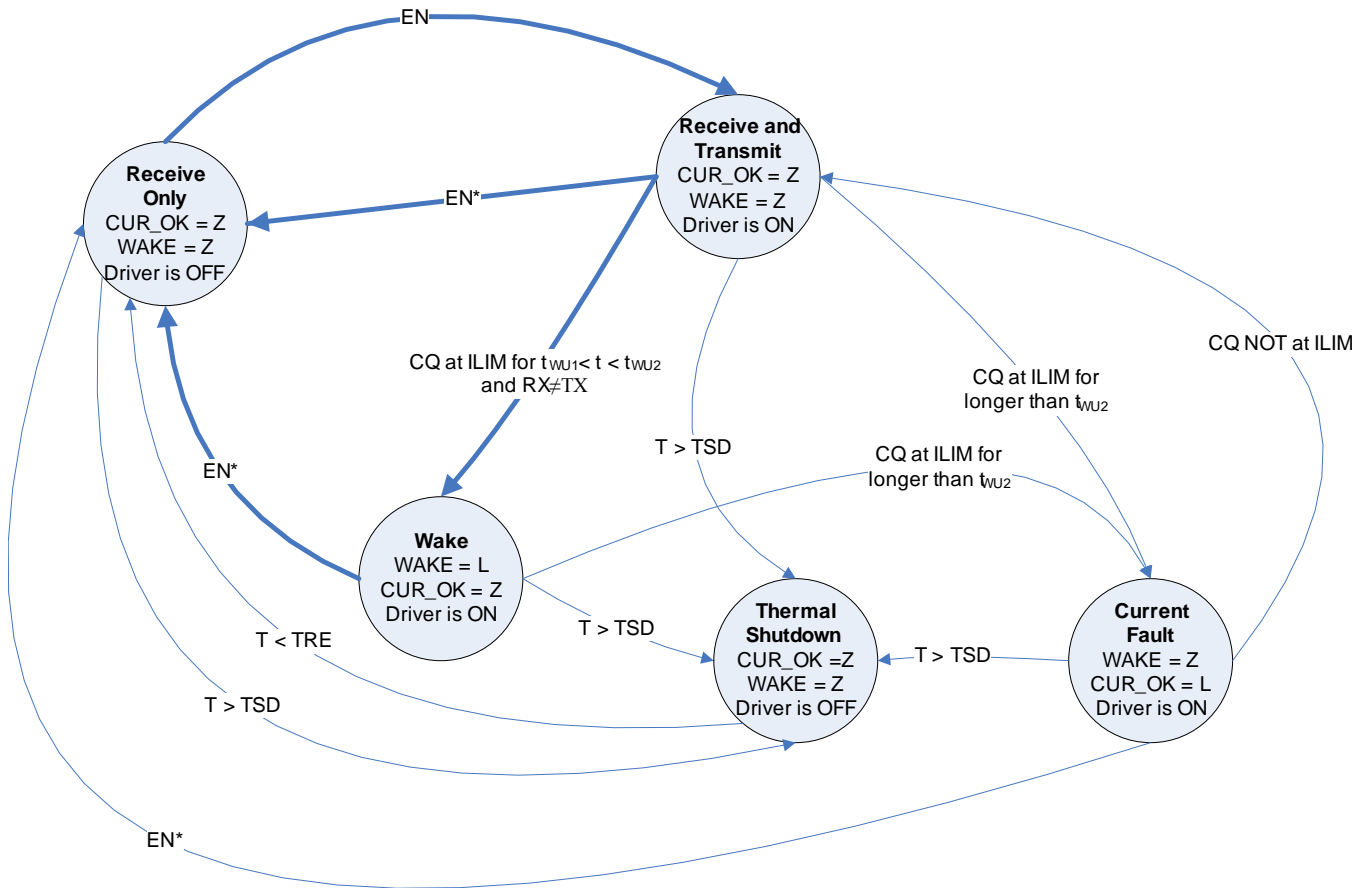 EN
Receive and
Transmit
CUR_OK = Z
WAKE = Z
Driver is ON
Receive
Only
CUR_OK = Z
WAKE = Z
Driver is OFF
EN*
CQ NOT at ILIM
CQ at ILIM for tWU1< t < tWU2
and RX≠TX
CQ at ILIM for
longer than tWU2
T > TSD
CQ at ILIM for
longer than tWU2
EN*
Wake
WAKE = L
CUR_OK = Z
Driver is ON
Thermal
Shutdown
CUR_OK =Z
WAKE = Z
Driver is OFF
Current
Fault
WAKE = Z
CUR_OK = L
Driver is ON
T > TSD
T < TRE
T > TSD
T > TSD
EN*